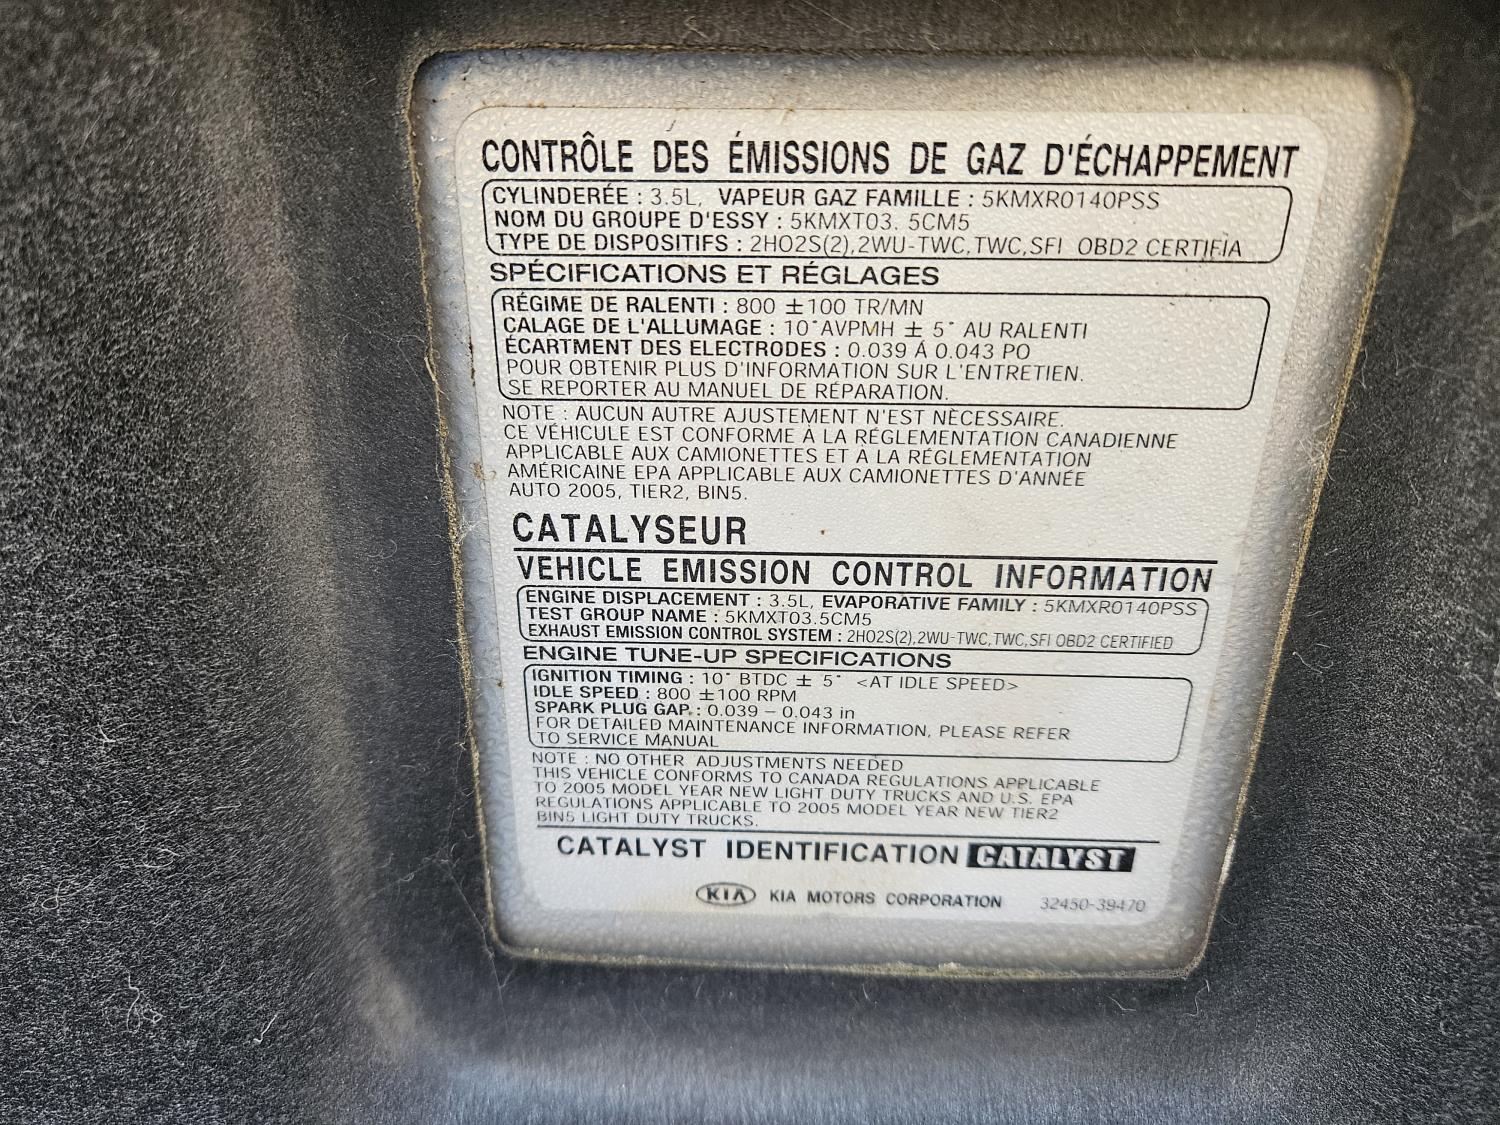 CONTRÔLE DES ÉMISSIONS DE GAZ D'ÉCHAPPEMENT
CYLINDERÉE : 3.5L, VAPEUR GAZ FAMILLE : 5KMXR0140PSS
NOM DU GROUPE D'ESSY : 5KMXT03. 5CM5
TYPE DE DISPOSITIFS : 2HO2S(2),2WU-TWC,TWC,SFI OBD2 CERTIFIA
SPÉCIFICATIONS ET RÉGLAGES
RÉGIME DE RALENTI : 800 ±100 TR/MN
CALAGE DE L'ALLUMAGE : 10˚AVPMH ± 5˚ AU RALENTI
ÉCARTMENT DES ELECTRODES : 0.039 Á 0.043 PO
POUR OBTENIR PLUS D'INFORMATION SUR L'ENTRETIEN.
SE REPORTER AU MANUEL DE RÉPARATION.
NOTE : AUCUN AUTRE AJUSTEMENT N'EST NÈCESSAIRE.
CE VÉHICULE EST CONFORME À LA RÉGLEMENTATION CANADIENNE
APPLICABLE AUX CAMIONETTES ET À LA RÉGLEMENTATION
AMÉRICAINE EPA APPLICABLE AUX CAMIONETTES D'ANNÉE
AUTO 2005, TIER2, BIN5.
CATALYSEUR
VEHICLE EMISSION CONTROL INFORMATION
ENGINE DISPLACEMENT : 3.5L, EVAPORATIVE FAMILY : 5KMXR0140PSS
TEST GROUP NAME : 5KMXT03.5CM5
EXHAUST EMISSION CONTROL SYSTEM : 2HO2S(2),2WU-TWC,TWC,SFI OBD2 CERTIFIED
ENGINE TUNE-UP SPECIFICATIONS
IGNITION TIMING : 10˚ BTDC ± 5˚ <AT IDLE SPEED>
IDLE SPEED : 800 ±100 RPM
SPARK PLUG GAP : 0.039 – 0.043 in
FOR DETAILED MAINTENANCE INFORMATION, PLEASE REFER
TO SERVICE MANUAL
NOTE : NO OTHER ADJUSTMENTS NEEDED
THIS VEHICLE CONFORMS TO CANADA REGULATIONS APPLICABLE
TO 2005 MODEL YEAR NEW LIGHT DUTY TRUCKS AND U.S. EPA
REGULATIONS APPLICABLE TO 2005 MODEL YEAR NEW TIER2
BIN5 LIGHT DUTY TRUCKS.
CATALYST IDENTIFICATION CATALYST
KIA KIA MOTORS CORPORATION 32450-39470